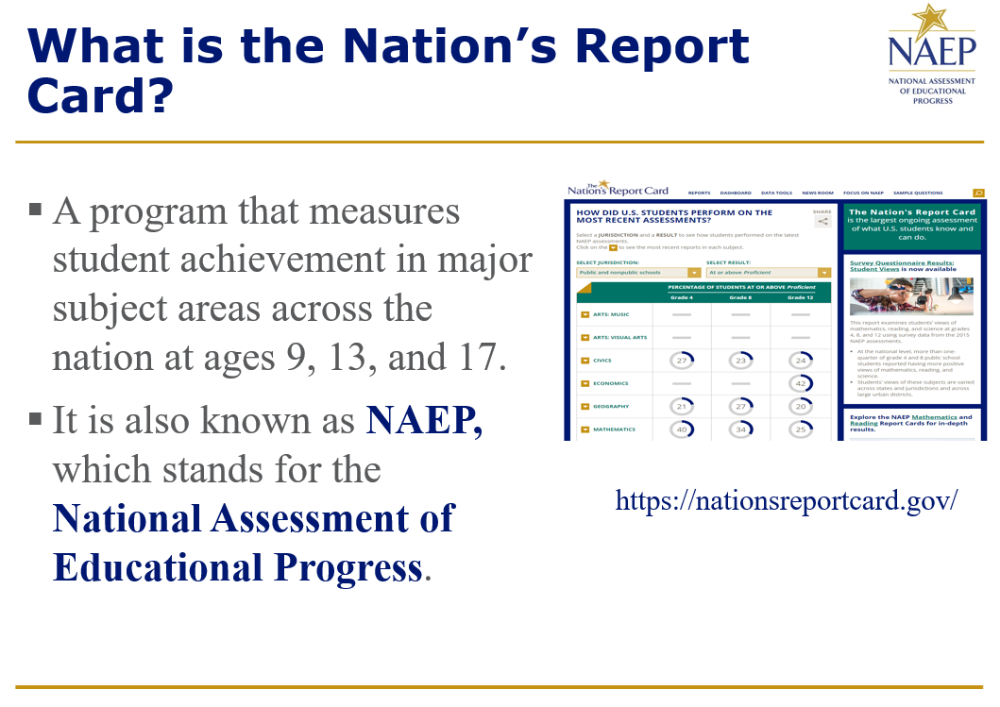 What is the Nation's Report
Card?
NAEP
NATIONAL ASSESSMENT
OF EDUCATIONAL
PROGRESS
▪ A program that measures
student achievement in major
subject areas across the
nation at ages 9, 13, and 17.
▪ It is also known as NAEP,
which stands for the
National Assessment of
Educational Progress.
The
Nation's Report Card
REPORTS DASHBOARD DATA TOOLS NEWS ROOM FOCUS ON NAEP SAMPLE QUESTIONS
HOW DID U.S. STUDENTS PERFORM ON THE
MOST RECENT ASSESSMENTS?
SHARE
Select a JURISDICTION and a RESULT to see how students performed on the latest
NAEP assessments.
Click on the to see the most recent reports in each subject.
SELECT JURISDICTION: SELECT RESULT:
Public and nonpublic schools At or above Proficient
PERCENTAGE OF STUDENTS AT OR ABOVE Proficient
Grade 4 Grade 8 Grade 12
ARTS: MUSIC — — —
ARTS: VISUAL ARTS — — —
CIVICS 27 23 24
ECONOMICS — — 42
GEOGRAPHY 21 27 20
MATHEMATICS 40 34 25
The Nation's Report Card
is the largest ongoing assessment
of what U.S. students know and
can do.
Survey Questionnaire Results:
Student Views is now available
This report examines students' views of
mathematics, reading, and science at grades
4, 8, and 12 using survey data from the 2015
NAEP assessments.
• At the national level, more than one-
quarter of grade 4 and 8 public school
students reported having more positive
views of mathematics, reading, and
science.
• Students' views of these subjects are varied
across states and jurisdictions and across
large urban districts.
Explore the NAEP Mathematics and
Reading Report Cards for in-depth
results.
https://nationsreportcard.gov/